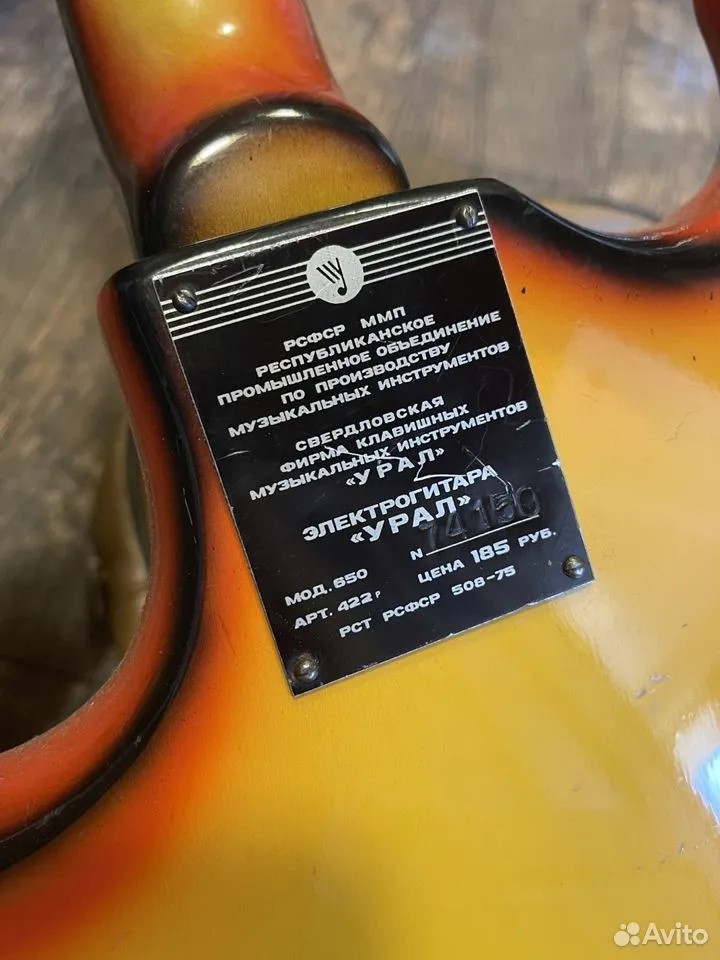 РСФСР ММП
РЕСПУБЛИКАНСКОЕ
ПРОМЫШЛЕННОЕ ОБЪЕДИНЕНИЕ
ПО ПРОИЗВОДСТВУ
МУЗЫКАЛЬНЫХ ИНСТРУМЕНТОВ
СВЕРДЛОВСКАЯ
ФИРМА КЛАВИШНЫХ
МУЗЫКАЛЬНЫХ ИНСТРУМЕНТОВ
«УРАЛ»
ЭЛЕКТРОГИТАРА
«УРАЛ»
N 74150
МОД. 650 ЦЕНА 185 РУБ.
АРТ. 422р
РСТ РСФСР 508-75
Avito